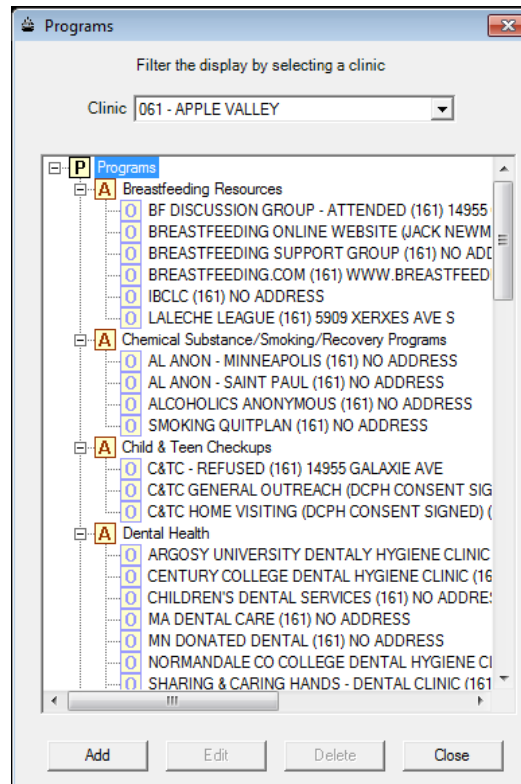 Programs
Filter the display by selecting a clinic
Clinic 061 - APPLE VALLEY
P Programs
A Breastfeeding Resources
O BF DISCUSSION GROUP - ATTENDED (161) 14955
O BREASTFEEDING ONLINE WEBSITE (JACK NEWM
O BREASTFEEDING SUPPORT GROUP (161) NO ADD
O BREASTFEEDING.COM (161) WWW.BREASTFEED
O IBCLC (161) NO ADDRESS
O LALECHE LEAGUE (161) 5909 XERXES AVE S
A Chemical Substance/Smoking/Recovery Programs
O AL ANON - MINNEAPOLIS (161) NO ADDRESS
O AL ANON - SAINT PAUL (161) NO ADDRESS
O ALCOHOLICS ANONYMOUS (161) NO ADDRESS
O SMOKING QUITPLAN (161) NO ADDRESS
A Child & Teen Checkups
O C&TC - REFUSED (161) 14955 GALAXIE AVE
O C&TC GENERAL OUTREACH (DCPH CONSENT SIG
O C&TC HOME VISITING (DCPH CONSENT SIGNED) (
A Dental Health
O ARGOSY UNIVERSITY DENTALY HYGIENE CLINIC
O CENTURY COLLEGE DENTAL HYGIENE CLINIC (16
O CHILDREN'S DENTAL SERVICES (161) NO ADDRES
O MA DENTAL CARE (161) NO ADDRESS
O MN DONATED DENTAL (161) NO ADDRESS
O NORMANDALE CO COLLEGE DENTAL HYGIENE CL
O SHARING & CARING HANDS - DENTAL CLINIC (161
Add Edit Delete Close